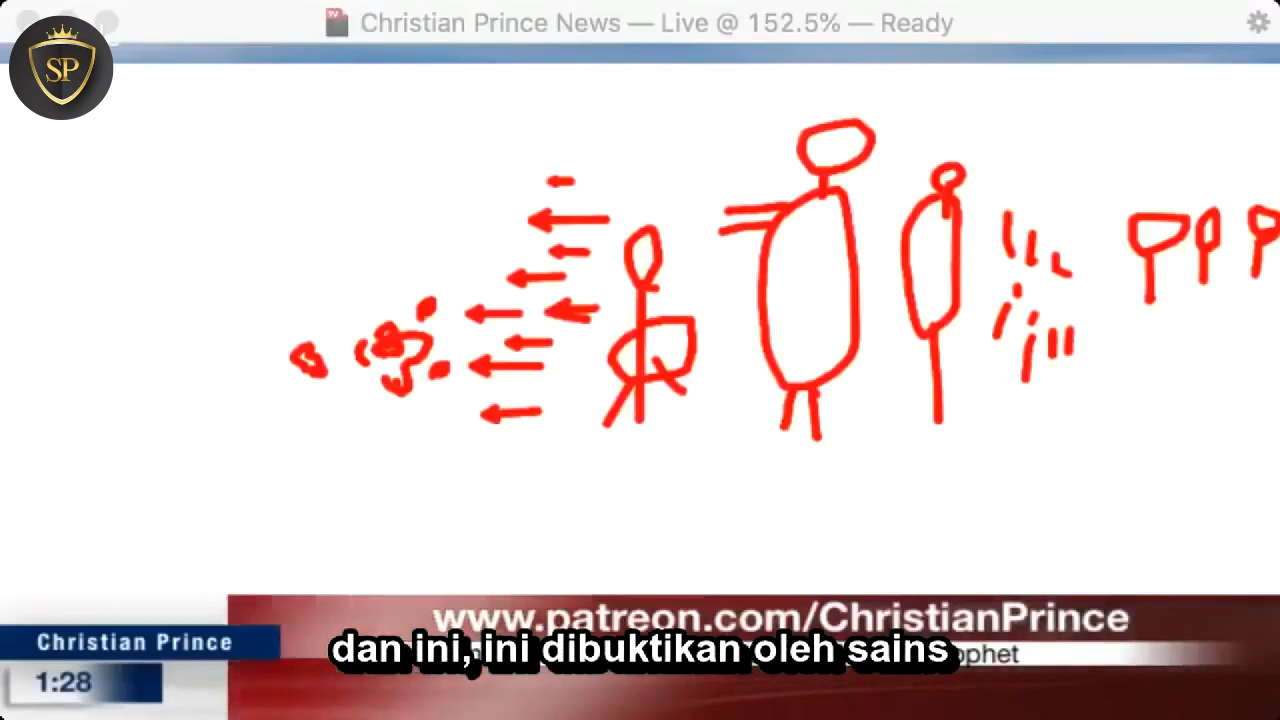 Christian Prince News — Live @ 152.5% — Ready
SP
www.patreon.com/ChristianPrince
Christian Prince
dan ini, ini dibuktikan oleh sains
1:28